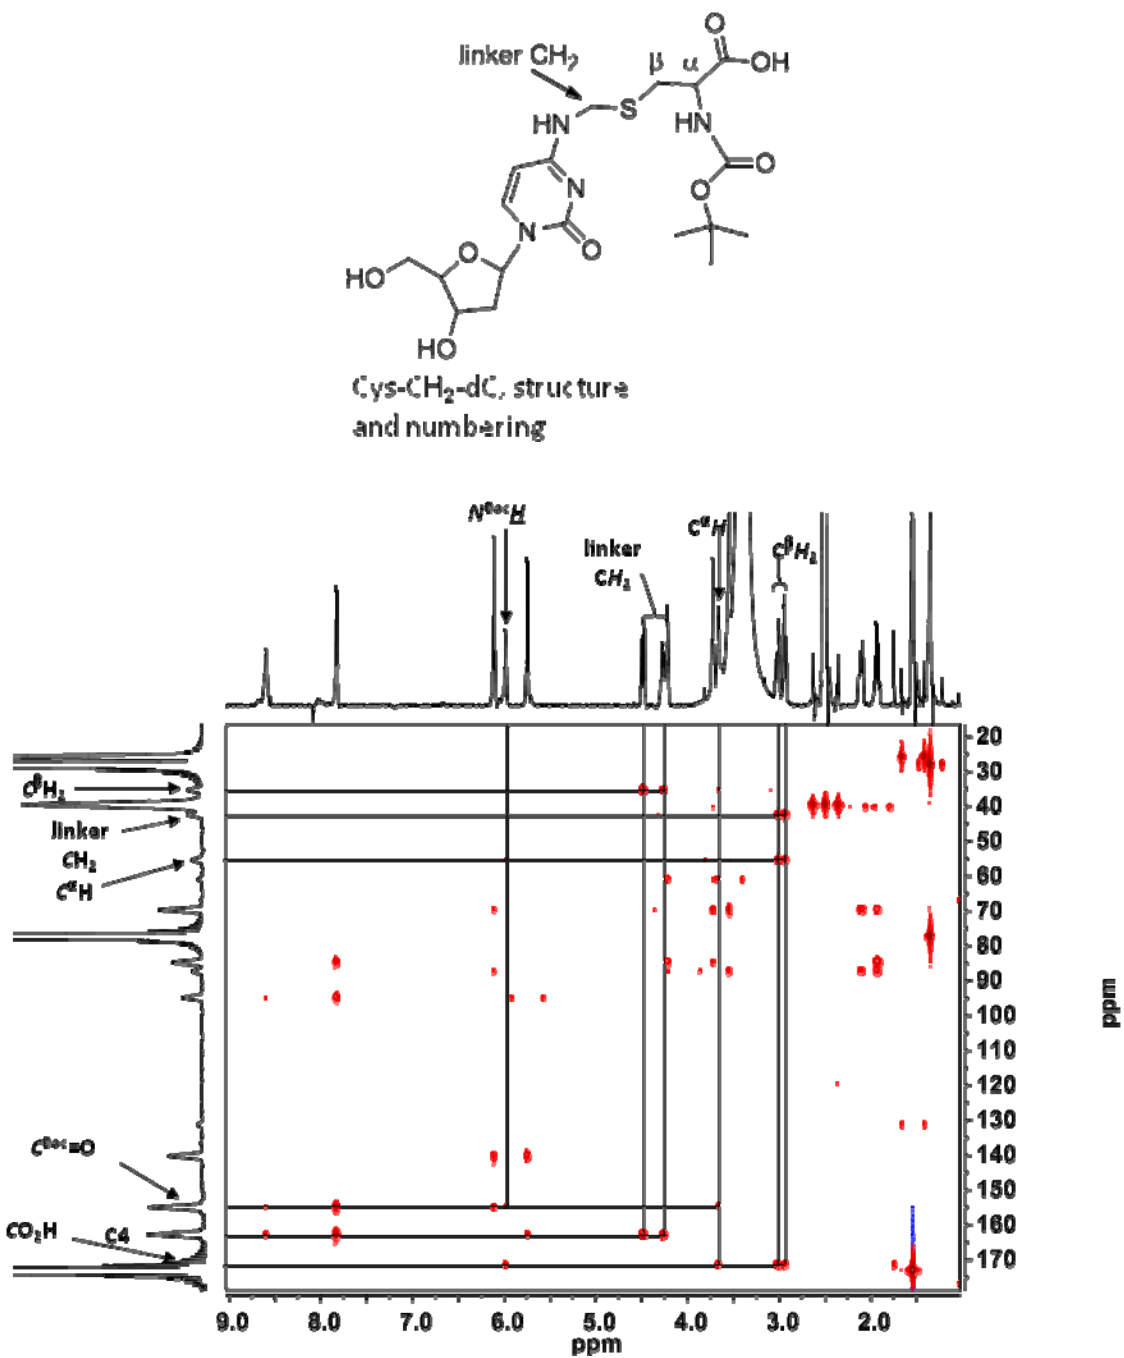 O
linker CH₂
β α
OH
S
HN
HN
O
N
O
N
O
O
HO
HO
Cys-CH₂-dC, structure
and numbering
NᴮᵒᶜH
CᵅH
linker
CH₂
CᵝH₂
CᵝH₂
linker
CH₂
CᵅH
Cᴮᵒᶜ=O
CO₂H
C4
20
30
40
50
60
70
80
90
100
110
120
130
140
150
160
170
ppm
9.0 8.0 7.0 6.0 5.0 4.0 3.0 2.0
ppm